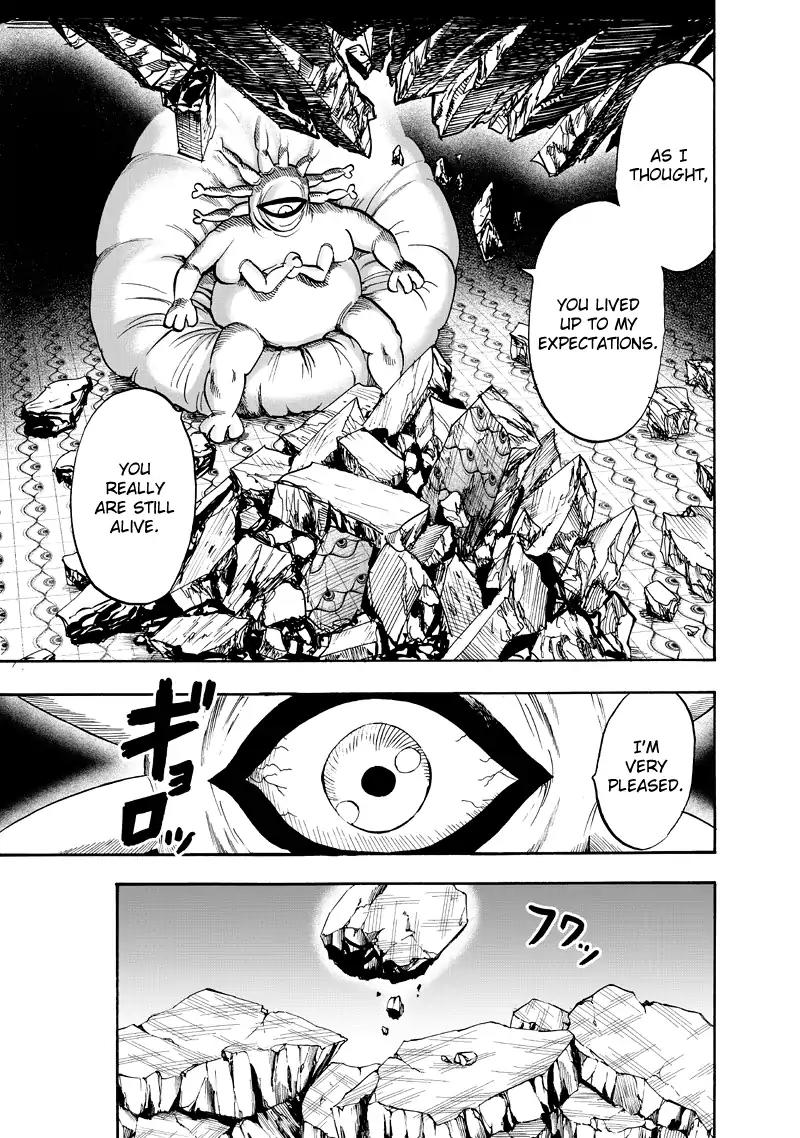 AS I
THOUGHT,
YOU LIVED
UP TO MY
EXPECTATIONS.
YOU
REALLY
ARE STILL
ALIVE.
I'M
VERY
PLEASED.
ギョロッ
フワッ